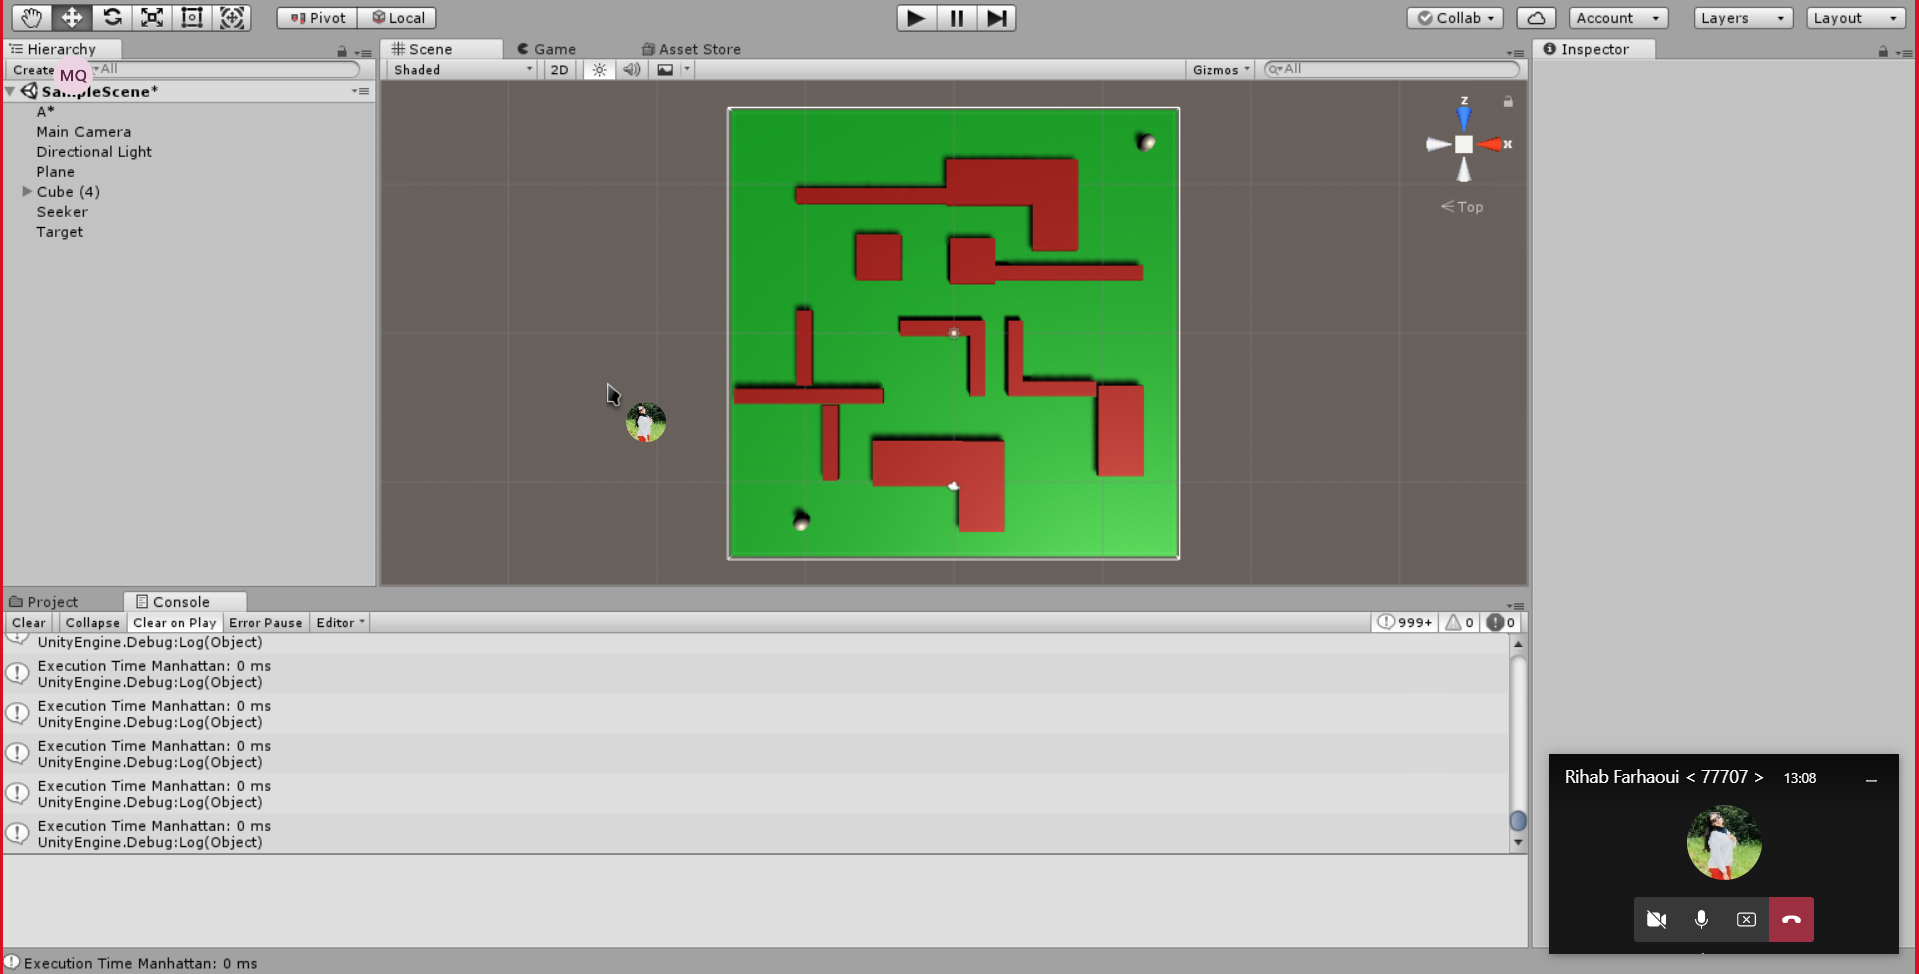 Pivot Local Collab Account Layers Layout
Hierarchy Scene Game Asset Store Inspector
Create All Shaded 2D Gizmos All
MQ
SampleScene*
A*
Main Camera
Directional Light
Plane
Cube (4)
Seeker
Target
z
x
Top
Project Console
Clear Collapse Clear on Play Error Pause Editor 999+ 0 0
UnityEngine.Debug:Log(Object)
Execution Time Manhattan: 0 ms
UnityEngine.Debug:Log(Object)
Execution Time Manhattan: 0 ms
UnityEngine.Debug:Log(Object)
Execution Time Manhattan: 0 ms
UnityEngine.Debug:Log(Object)
Execution Time Manhattan: 0 ms
UnityEngine.Debug:Log(Object)
Execution Time Manhattan: 0 ms
UnityEngine.Debug:Log(Object)
Rihab Farhaoui < 77707 > 13:08
Execution Time Manhattan: 0 ms